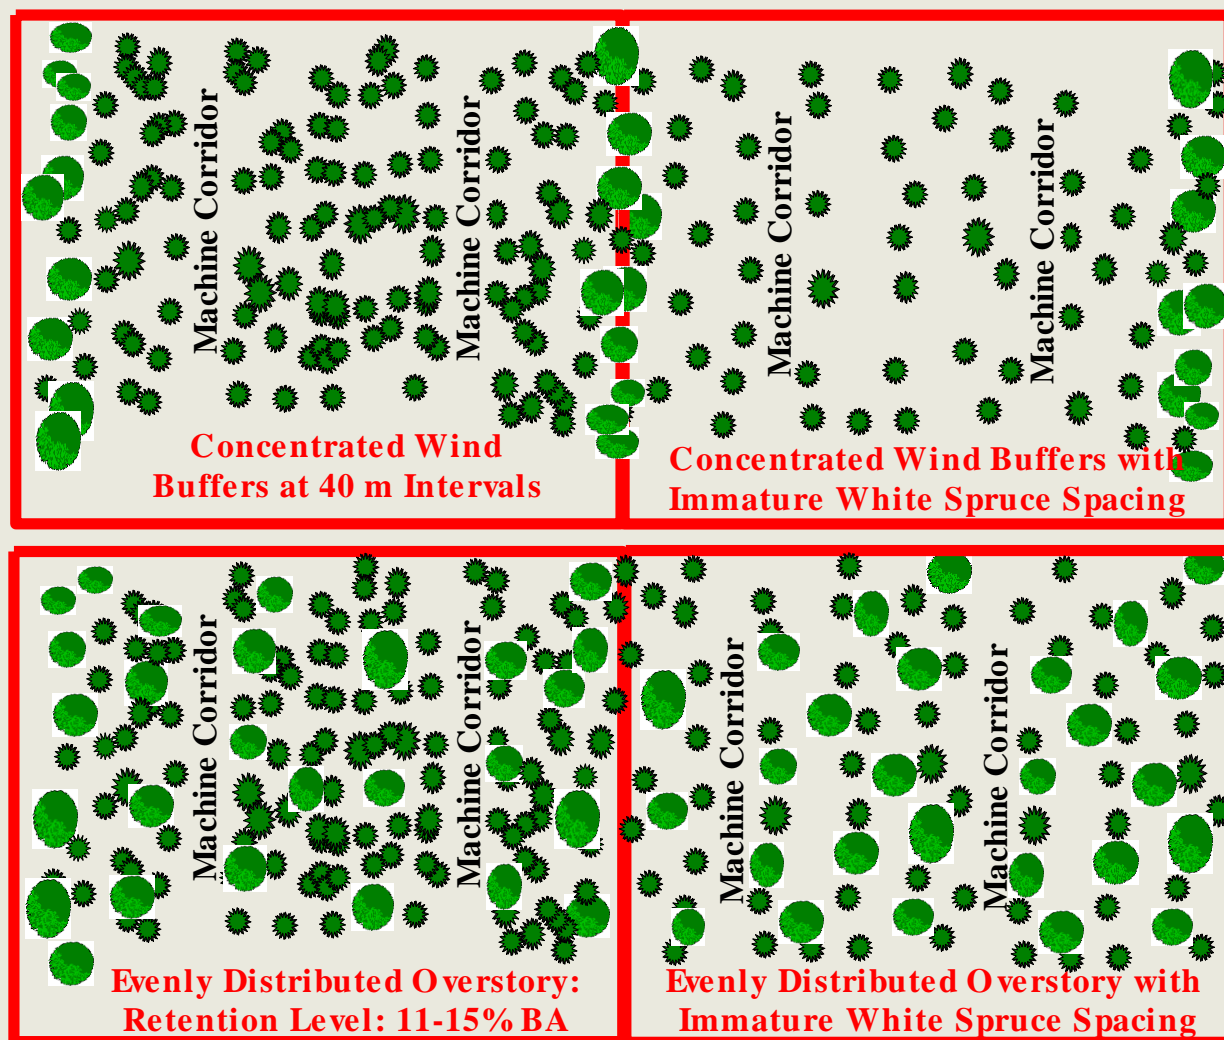 Machine Corridor
Machine Corridor
Concentrated Wind
Buffers at 40 m Intervals
Machine Corridor
Machine Corridor
Concentrated Wind Buffers with
Immature White Spruce Spacing
Machine Corridor
Machine Corridor
Evenly Distributed Overstory:
Retention Level: 11-15% BA
Machine Corridor
Machine Corridor
Evenly Distributed Overstory with
Immature White Spruce Spacing